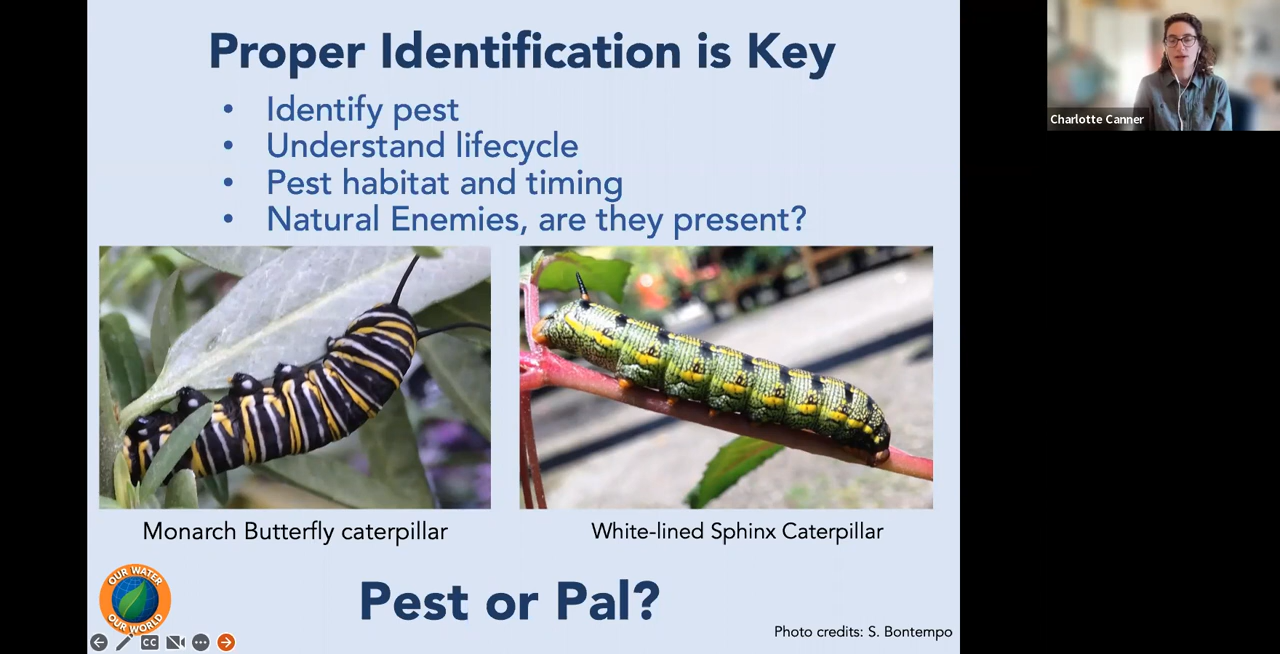 Proper Identification is Key
• Identify pest
• Understand lifecycle
• Pest habitat and timing
• Natural Enemies, are they present?
Monarch Butterfly caterpillar
White-lined Sphinx Caterpillar
OUR WATER
OUR WORLD
Pest or Pal?
Photo credits: S. Bontempo
CC
Charlotte Canner